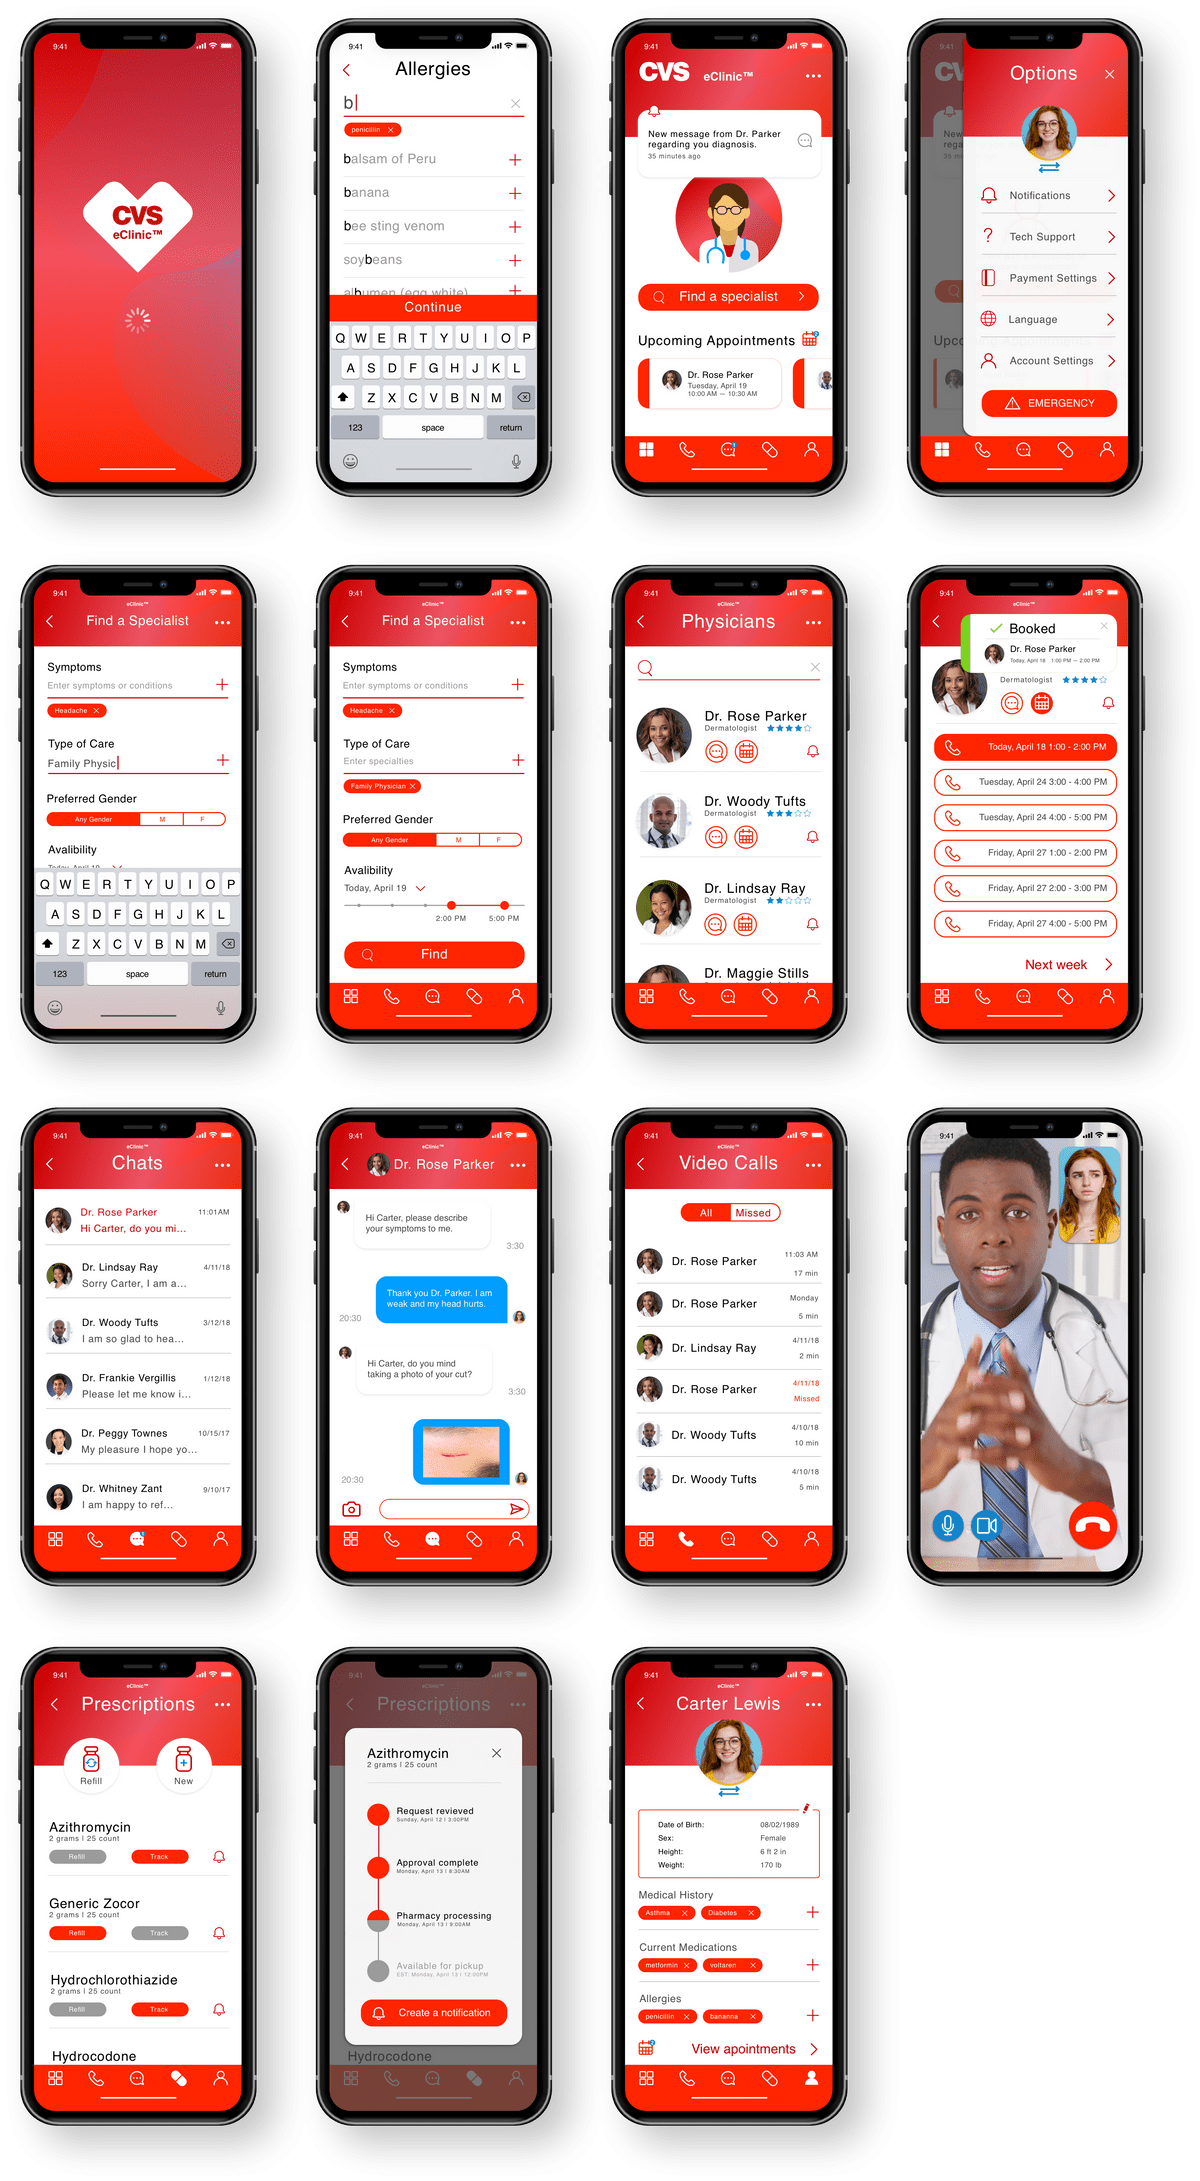 9:41
CVS
eClinic™
9:41
Allergies
b
penicillin
balsam of Peru
banana
bee sting venom
soybeans
albumen (egg white)
Continue
Q W E R T Y U I O P
A S D F G H J K L
Z X C V B N M
123 space return
9:41
CVS eClinic™
New message from Dr. Parker
regarding you diagnosis.
35 minutes ago
Find a specialist
Upcoming Appointments
Dr. Rose Parker
Tuesday, April 19
10:00 AM — 10:30 AM
9:41
Options
Notifications
Tech Support
Payment Settings
Language
Account Settings
EMERGENCY
9:41
eClinic™
Find a Specialist
Symptoms
Enter symptoms or conditions
Headache
Type of Care
Family Physic
Preferred Gender
Any Gender M F
Avalibility
Today, April 19
Q W E R T Y U I O P
A S D F G H J K L
Z X C V B N M
123 space return
9:41
eClinic™
Find a Specialist
Symptoms
Enter symptoms or conditions
Headache
Type of Care
Enter specialties
Family Physician
Preferred Gender
Any Gender M F
Avalibility
Today, April 19
2:00 PM 5:00 PM
Find
9:41
eClinic™
Physicians
Dr. Rose Parker
Dermatologist
Dr. Woody Tufts
Dermatologist
Dr. Lindsay Ray
Dermatologist
Dr. Maggie Stills
9:41
eClinic™
Booked
Dr. Rose Parker
Today, April 18 1:00 PM — 2:00 PM
Dermatologist
Today, April 18 1:00 - 2:00 PM
Tuesday, April 24 3:00 - 4:00 PM
Tuesday, April 24 4:00 - 5:00 PM
Friday, April 27 1:00 - 2:00 PM
Friday, April 27 2:00 - 3:00 PM
Friday, April 27 4:00 - 5:00 PM
Next week
9:41
eClinic™
Chats
Dr. Rose Parker 11:01AM
Hi Carter, do you mi...
Dr. Lindsay Ray 4/11/18
Sorry Carter, I am a...
Dr. Woody Tufts 3/12/18
I am so glad to hea...
Dr. Frankie Vergillis 1/12/18
Please let me know i...
Dr. Peggy Townes 10/15/17
My pleasure I hope yo...
Dr. Whitney Zant 9/10/17
I am happy to ref...
9:41
eClinic™
Dr. Rose Parker
Hi Carter, please describe
your symptoms to me.
3:30
Thank you Dr. Parker. I am
weak and my head hurts.
20:30
Hi Carter, do you mind
taking a photo of your cut?
3:30
20:30
9:41
eClinic™
Video Calls
All Missed
Dr. Rose Parker 11:03 AM
17 min
Dr. Rose Parker Monday
5 min
Dr. Lindsay Ray 4/11/18
2 min
Dr. Rose Parker 4/11/18
Missed
Dr. Woody Tufts 4/10/18
10 min
Dr. Woody Tufts 4/10/18
5 min
9:41
9:41
eClinic™
Prescriptions
Refill New
Azithromycin
2 grams | 25 count
Refill Track
Generic Zocor
2 grams | 25 count
Refill Track
Hydrochlorothiazide
2 grams | 25 count
Refill Track
Hydrocodone
9:41
eClinic™
Prescriptions
Azithromycin
2 grams | 25 count
Request revieved
Sunday, April 12 | 3:00PM
Approval complete
Monday, April 13 | 8:30AM
Pharmacy processing
Monday, April 13 | 9:00AM
Available for pickup
EST: Monday, April 13 | 12:00PM
Create a notification
Hydrocodone
9:41
eClinic™
Carter Lewis
Date of Birth: 08/02/1989
Sex: Female
Height: 6 ft 2 in
Weight: 170 lb
Medical History
Asthma Diabetes
Current Medications
metformin voltaren
Allergies
penicillin bananna
View apointments